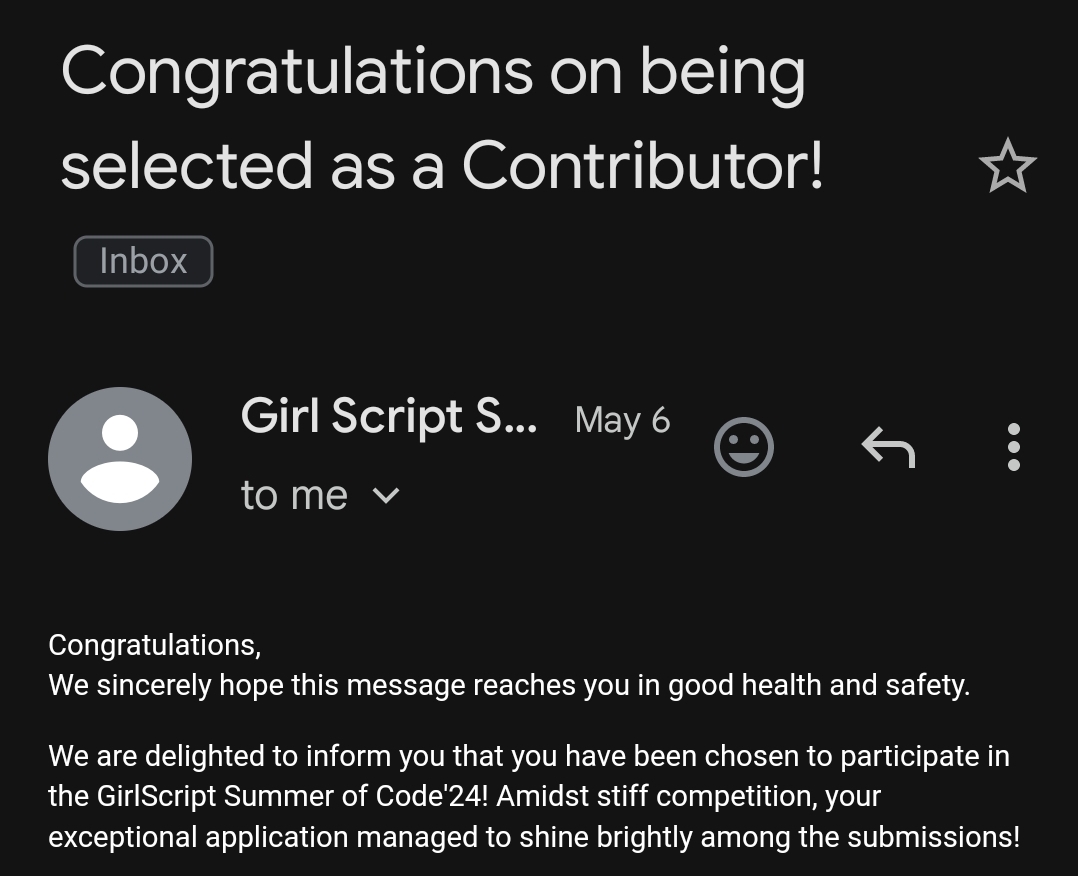 Congratulations on being
selected as a Contributor!
Inbox
Girl Script S... May 6
to me
Congratulations,
We sincerely hope this message reaches you in good health and safety.
We are delighted to inform you that you have been chosen to participate in
the GirlScript Summer of Code'24! Amidst stiff competition, your
exceptional application managed to shine brightly among the submissions!